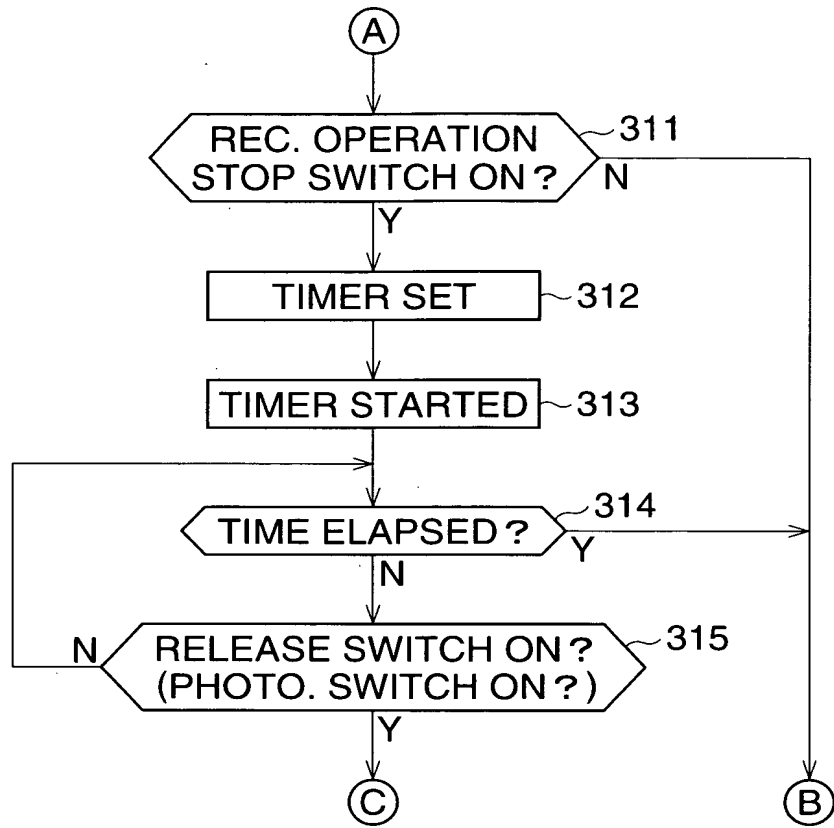 A
REC. OPERATION
STOP SWITCH ON?
311
N
Y
TIMER SET
312
TIMER STARTED
313
TIME ELAPSED?
314
Y
N
RELEASE SWITCH ON?
(PHOTO. SWITCH ON?)
315
N
Y
C
B